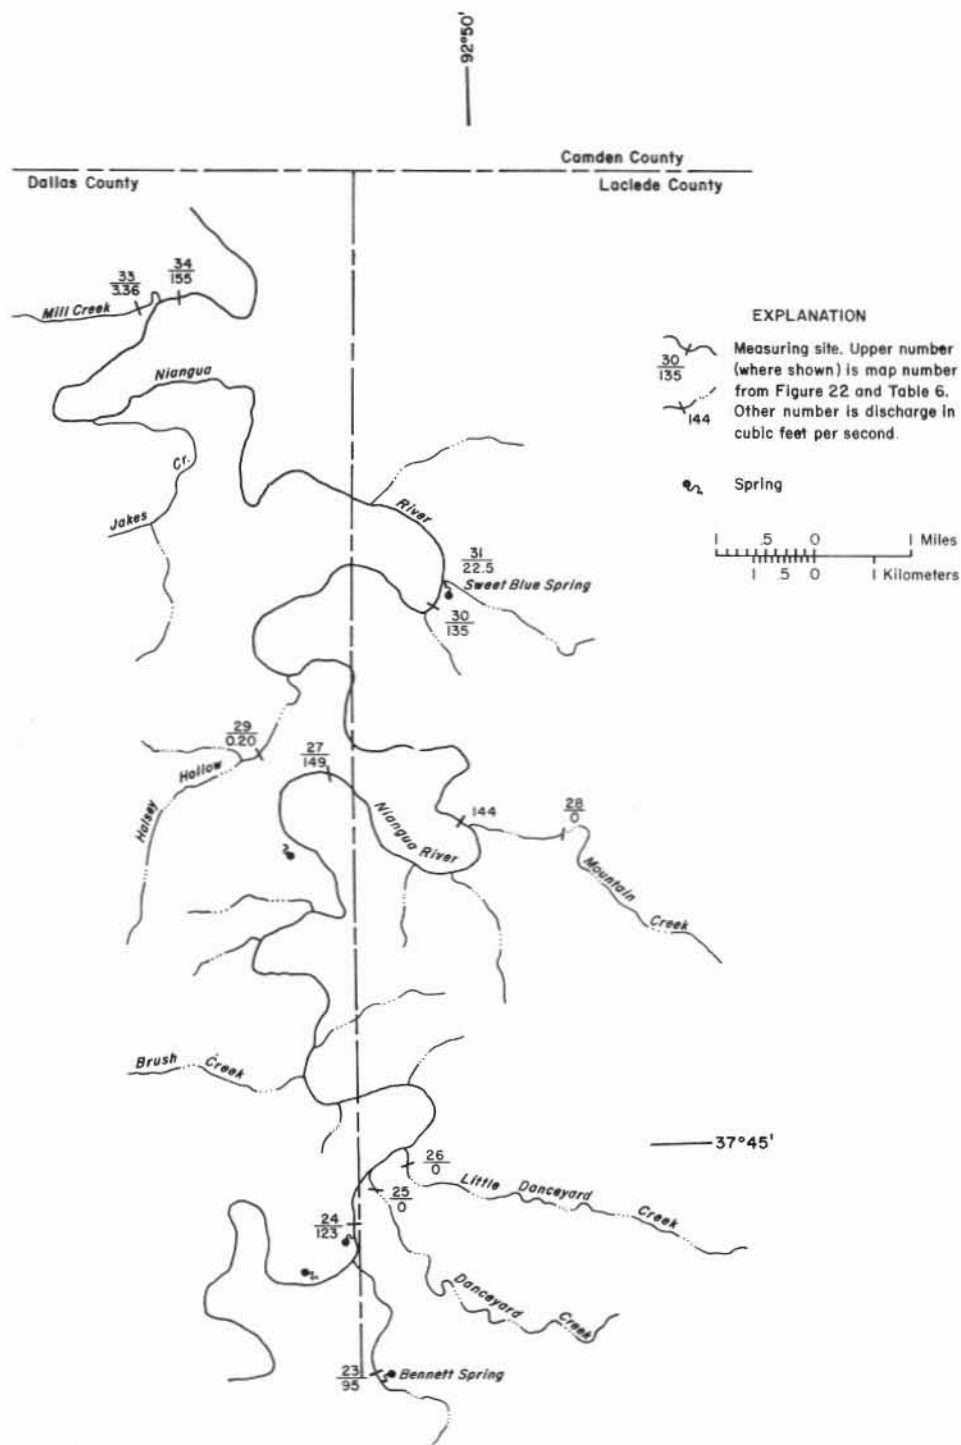 92°50'
Camden County
Dallas County
Laclede County
33
3.36
34
155
Mill Creek
EXPLANATION
30
135
144
Measuring site. Upper number
(where shown) is map number
from Figure 22 and Table 6.
Other number is discharge in
cubic feet per second.
Spring
1 .5 0 1 Miles
1 .5 0 1 Kilometers
Niangua
River
Jakes
Cr.
31
22.5
Sweet Blue Spring
30
135
29
0.20
Halsey
Hollow
27
149
Niangua River
144
28
0
Mountain
Creek
Brush
Creek
37°45'
26
0
Little Danceyard
Creek
25
0
24
123
Danceyard
Creek
23
95
Bennett Spring